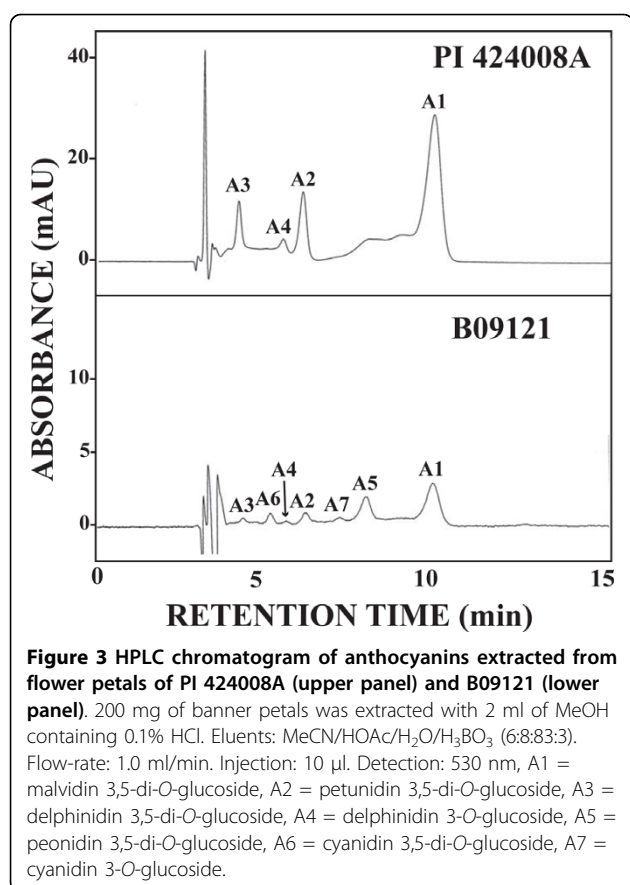 PI 424008A
ABSORBANCE (mAU)
40
20
0
A3
A4
A2
A1
B09121
10
5
0
A3
A6
A4
A2
A7
A5
A1
0
5
10
15
RETENTION TIME (min)
Figure 3 HPLC chromatogram of anthocyanins extracted from
flower petals of PI 424008A (upper panel) and B09121 (lower
panel). 200 mg of banner petals was extracted with 2 ml of MeOH
containing 0.1% HCl. Eluents: MeCN/HOAc/H₂O/H₃BO₃ (6:8:83:3).
Flow-rate: 1.0 ml/min. Injection: 10 μl. Detection: 530 nm, A1 =
malvidin 3,5-di-O-glucoside, A2 = petunidin 3,5-di-O-glucoside, A3 =
delphinidin 3,5-di-O-glucoside, A4 = delphinidin 3-O-glucoside, A5 =
peonidin 3,5-di-O-glucoside, A6 = cyanidin 3,5-di-O-glucoside, A7 =
cyanidin 3-O-glucoside.